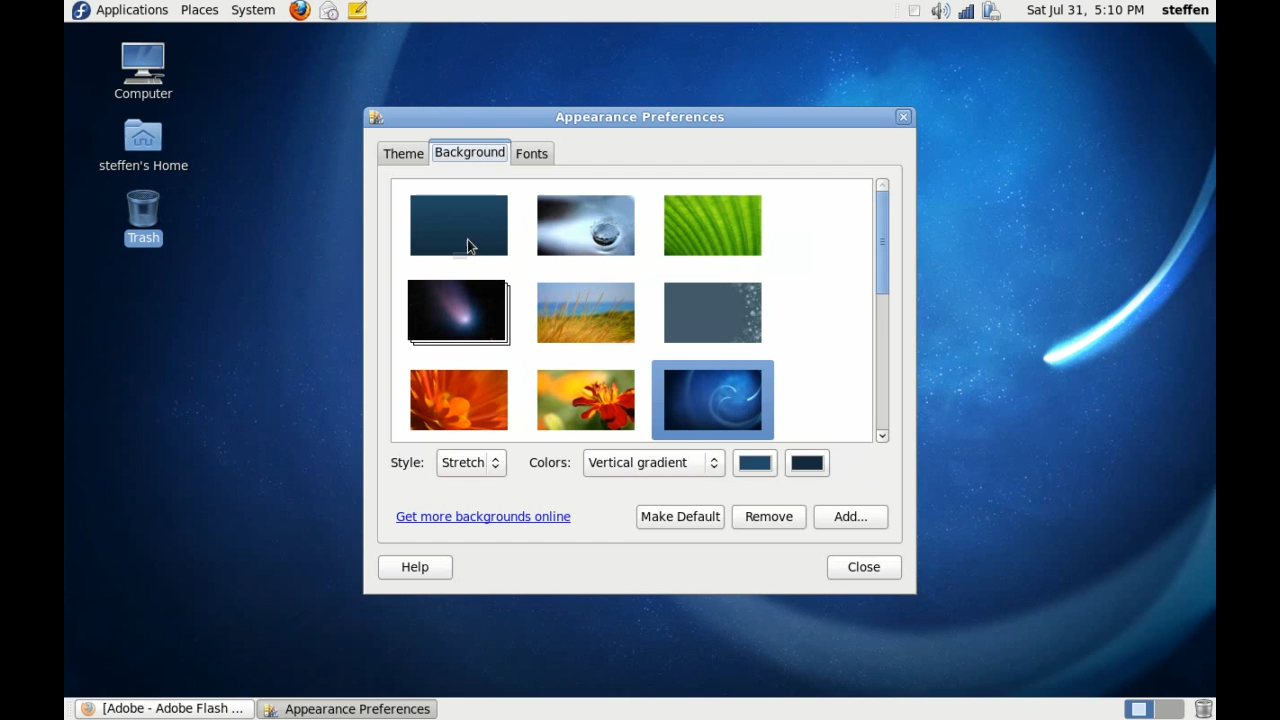 Applications Places System Sat Jul 31, 5:10 PM steffen
Computer
steffen's Home
Trash
Appearance Preferences
Theme Background Fonts
Style: Stretch Colors: Vertical gradient
Get more backgrounds online Make Default Remove Add...
Help Close
[Adobe - Adobe Flash ... Appearance Preferences